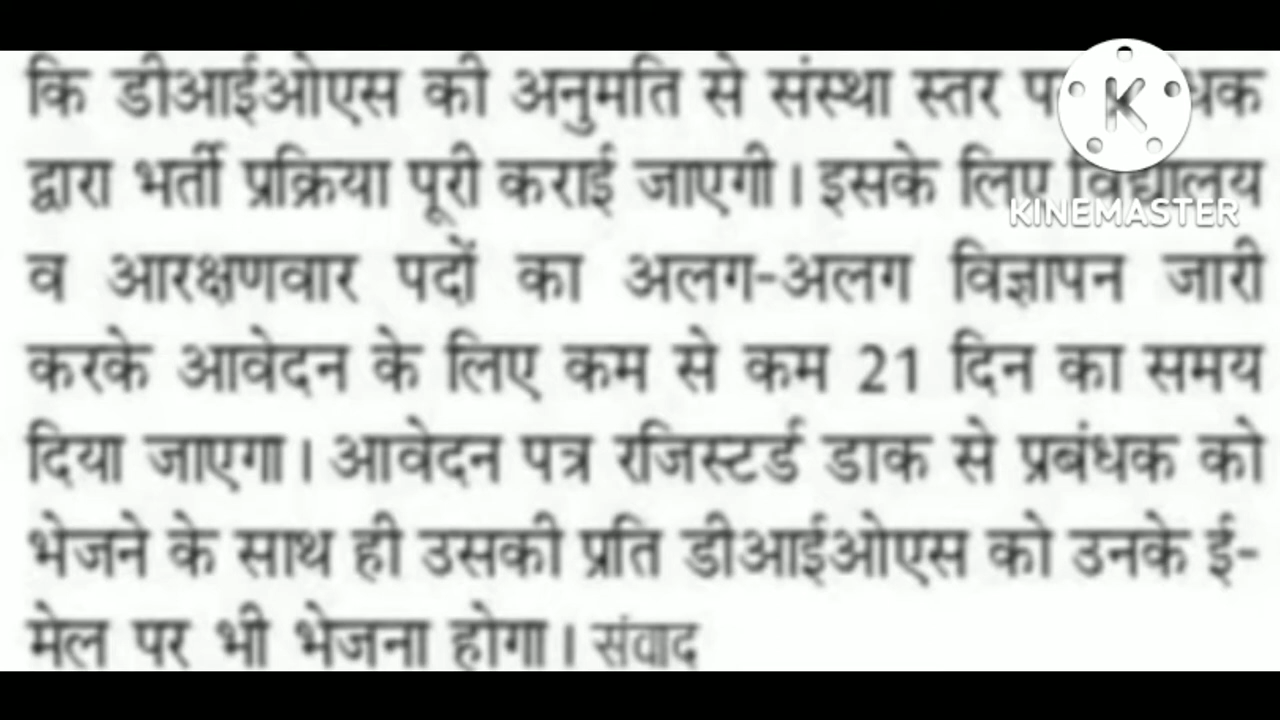 कि डीआईओएस की अनुमति से संस्था स्तर
द्वारा भर्ती प्रक्रिया पूरी कराई जाएगी। इसके लिए विद्यालय
KINEMASTER
व आरक्षणवार पदों का अलग-अलग विज्ञापन जारी
करके आवेदन के लिए कम से कम 21 दिन का समय
दिया जाएगा। आवेदन पत्र रजिस्टर्ड डाक से प्रबंधक को
भेजने के साथ ही उसकी प्रति डीआईओएस को उनके ई-
मेल पर भी भेजना होगा। संवाद